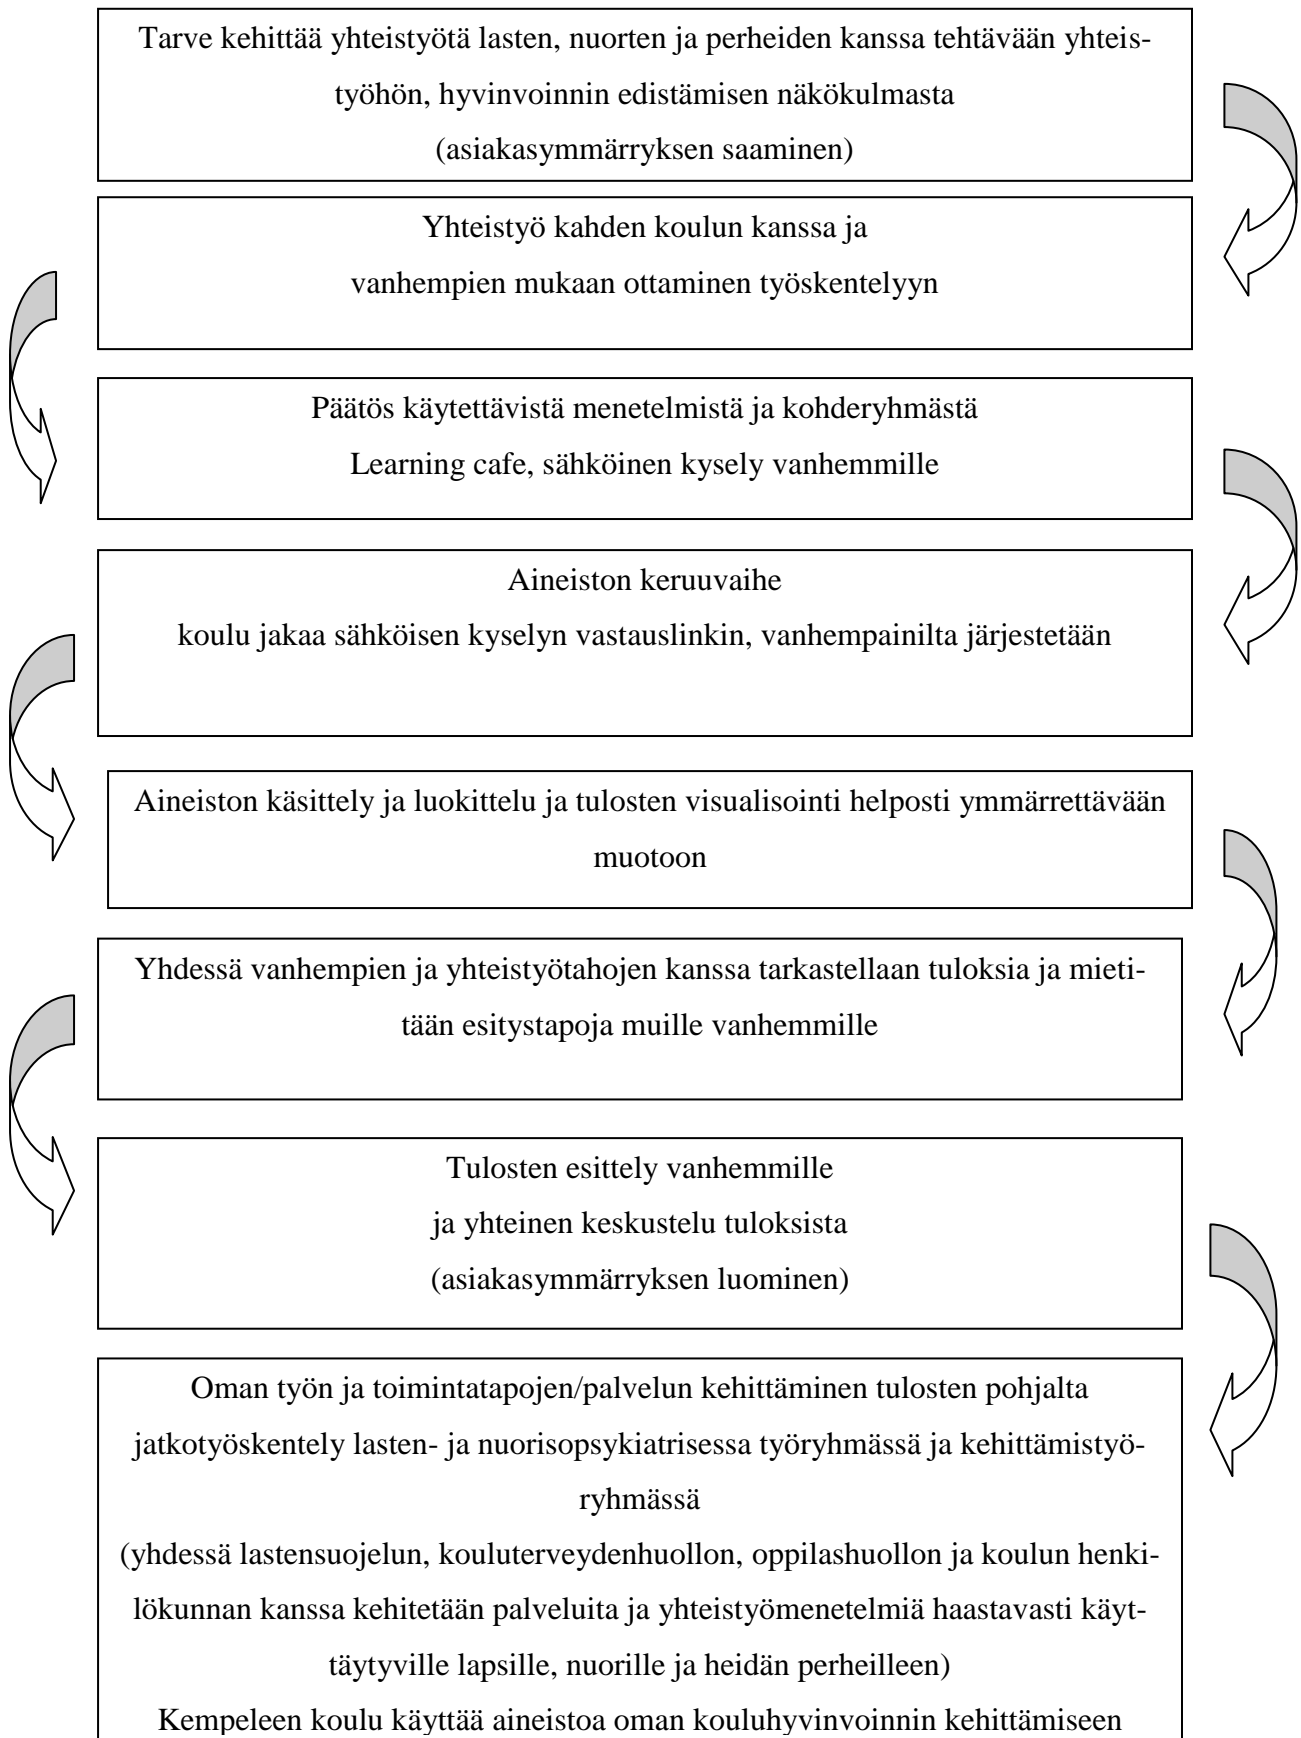 Tarve kehittää yhteistyötä lasten, nuorten ja perheiden kanssa tehtävään yhteis-
työhön, hyvinvoinnin edistämisen näkökulmasta
(asiakasymmärryksen saaminen)
Yhteistyö kahden koulun kanssa ja
vanhempien mukaan ottaminen työskentelyyn
Päätös käytettävistä menetelmistä ja kohderyhmästä
Learning cafe, sähköinen kysely vanhemmille
Aineiston keruuvaihe
koulu jakaa sähköisen kyselyn vastauslinkin, vanhempainilta järjestetään
Aineiston käsittely ja luokittelu ja tulosten visualisointi helposti ymmärrettävään
muotoon
Yhdessä vanhempien ja yhteistyötahojen kanssa tarkastellaan tuloksia ja mieti-
tään esitystapoja muille vanhemmille
Tulosten esittely vanhemmille
ja yhteinen keskustelu tuloksista
(asiakasymmärryksen luominen)
Oman työn ja toimintatapojen/palvelun kehittäminen tulosten pohjalta
jatkotyöskentely lasten- ja nuorisopsykiatrisessa työryhmässä ja kehittämistyö-
ryhmässä
(yhdessä lastensuojelun, kouluterveydenhuollon, oppilashuollon ja koulun henki-
lökunnan kanssa kehitetään palveluita ja yhteistyömenetelmiä haastavasti käyt-
täytyville lapsille, nuorille ja heidän perheilleen)
Kempeleen koulu käyttää aineistoa oman kouluhyvinvoinnin kehittämiseen